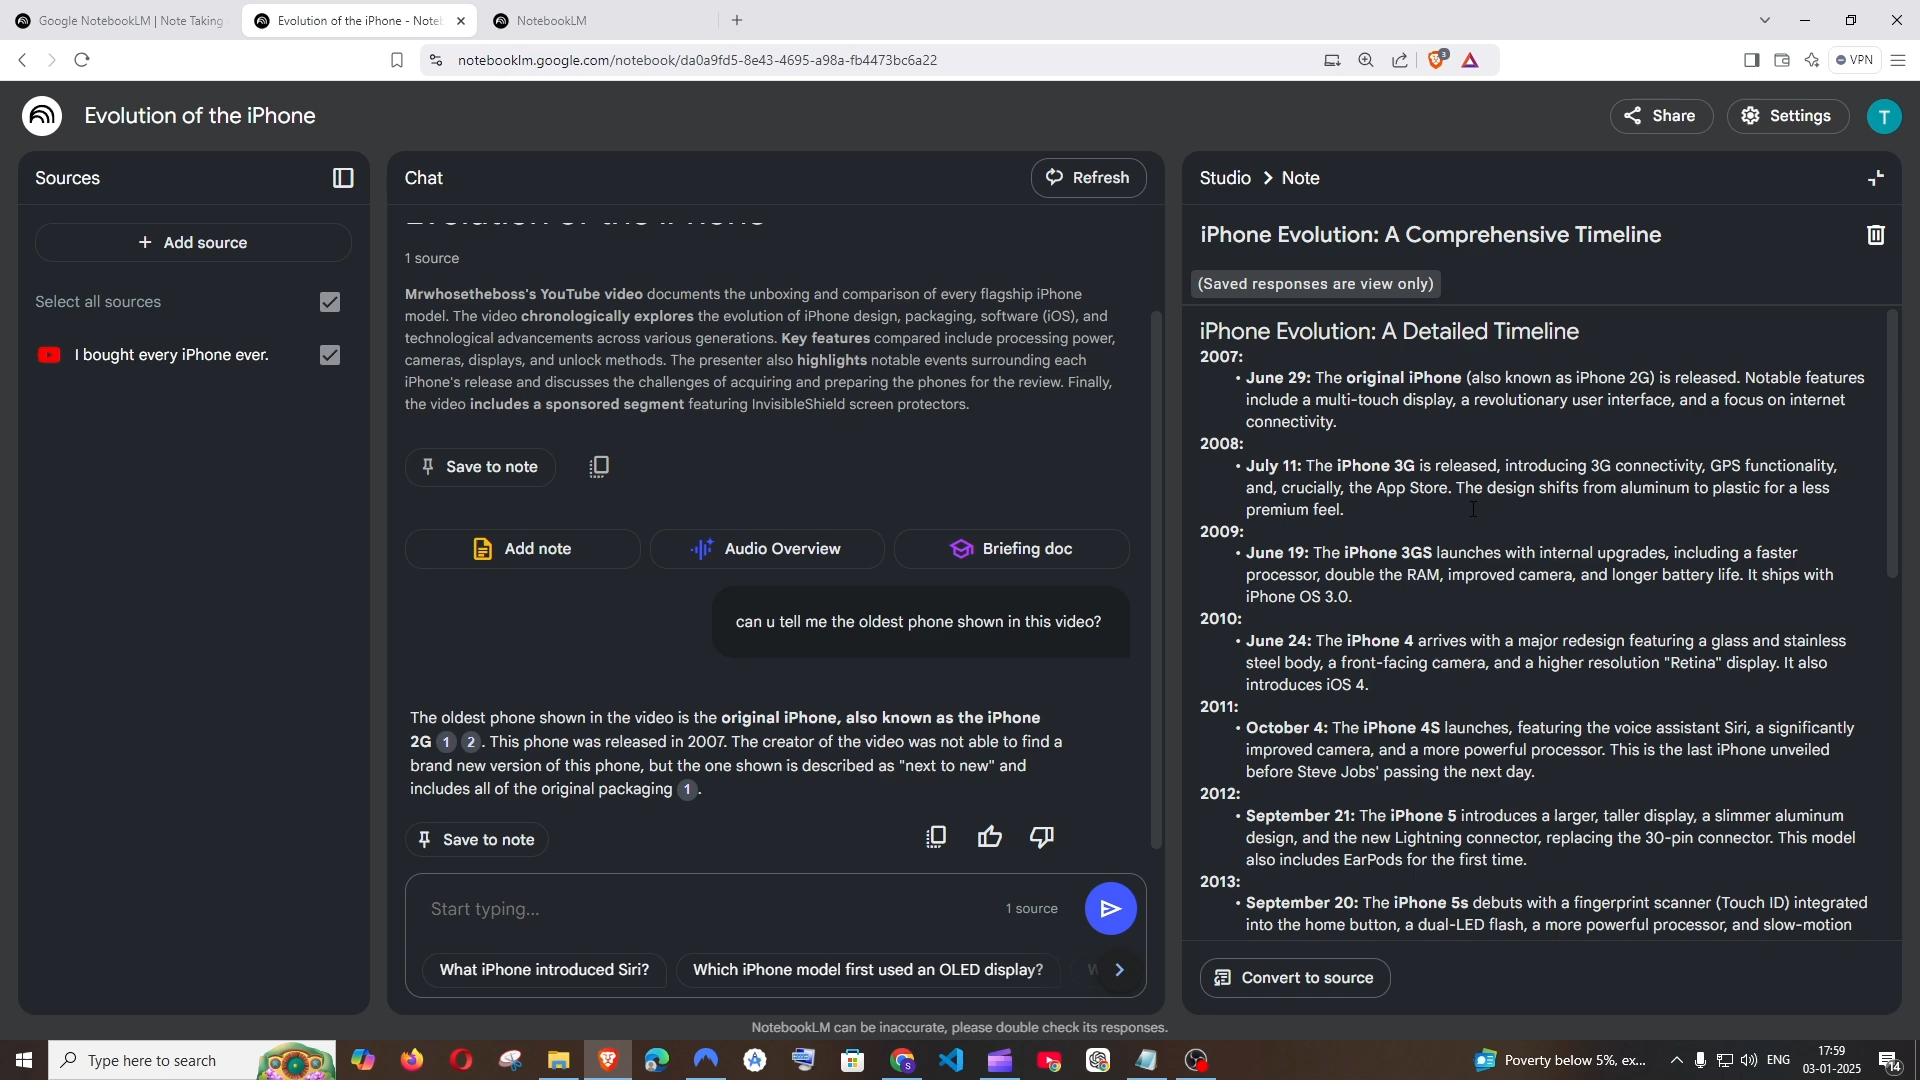 Google NotebookLM | Note Taking
Evolution of the iPhone - Note
NotebookLM
notebooklm.google.com/notebook/da0a9fd5-8e43-4695-a98a-fb4473bc6a22
3
VPN
Evolution of the iPhone
Share
Settings
T
Sources
Add source
Select all sources
I bought every iPhone ever.
Chat
Refresh
Evolution of the iPhone
1 source
Mrwhosetheboss's YouTube video documents the unboxing and comparison of every flagship iPhone
model. The video chronologically explores the evolution of iPhone design, packaging, software (iOS), and
technological advancements across various generations. Key features compared include processing power,
cameras, displays, and unlock methods. The presenter also highlights notable events surrounding each
iPhone's release and discusses the challenges of acquiring and preparing the phones for the review. Finally,
the video includes a sponsored segment featuring InvisibleShield screen protectors.
Save to note
Add note
Audio Overview
Briefing doc
can u tell me the oldest phone shown in this video?
The oldest phone shown in the video is the original iPhone, also known as the iPhone
2G 1 2. This phone was released in 2007. The creator of the video was not able to find a
brand new version of this phone, but the one shown is described as "next to new" and
includes all of the original packaging 1.
Save to note
Start typing...
1 source
What iPhone introduced Siri?
Which iPhone model first used an OLED display?
Studio > Note
iPhone Evolution: A Comprehensive Timeline
(Saved responses are view only)
iPhone Evolution: A Detailed Timeline
2007:
• June 29: The original iPhone (also known as iPhone 2G) is released. Notable features
include a multi-touch display, a revolutionary user interface, and a focus on internet
connectivity.
2008:
• July 11: The iPhone 3G is released, introducing 3G connectivity, GPS functionality,
and, crucially, the App Store. The design shifts from aluminum to plastic for a less
premium feel.
2009:
• June 19: The iPhone 3GS launches with internal upgrades, including a faster
processor, double the RAM, improved camera, and longer battery life. It ships with
iPhone OS 3.0.
2010:
• June 24: The iPhone 4 arrives with a major redesign featuring a glass and stainless
steel body, a front-facing camera, and a higher resolution "Retina" display. It also
introduces iOS 4.
2011:
• October 4: The iPhone 4S launches, featuring the voice assistant Siri, a significantly
improved camera, and a more powerful processor. This is the last iPhone unveiled
before Steve Jobs' passing the next day.
2012:
• September 21: The iPhone 5 introduces a larger, taller display, a slimmer aluminum
design, and the new Lightning connector, replacing the 30-pin connector. This model
also includes EarPods for the first time.
2013:
• September 20: The iPhone 5s debuts with a fingerprint scanner (Touch ID) integrated
into the home button, a dual-LED flash, a more powerful processor, and slow-motion
Convert to source
NotebookLM can be inaccurate, please double check its responses.
Type here to search
Poverty below 5%, ex...
ENG
17:59
03-01-2025
14